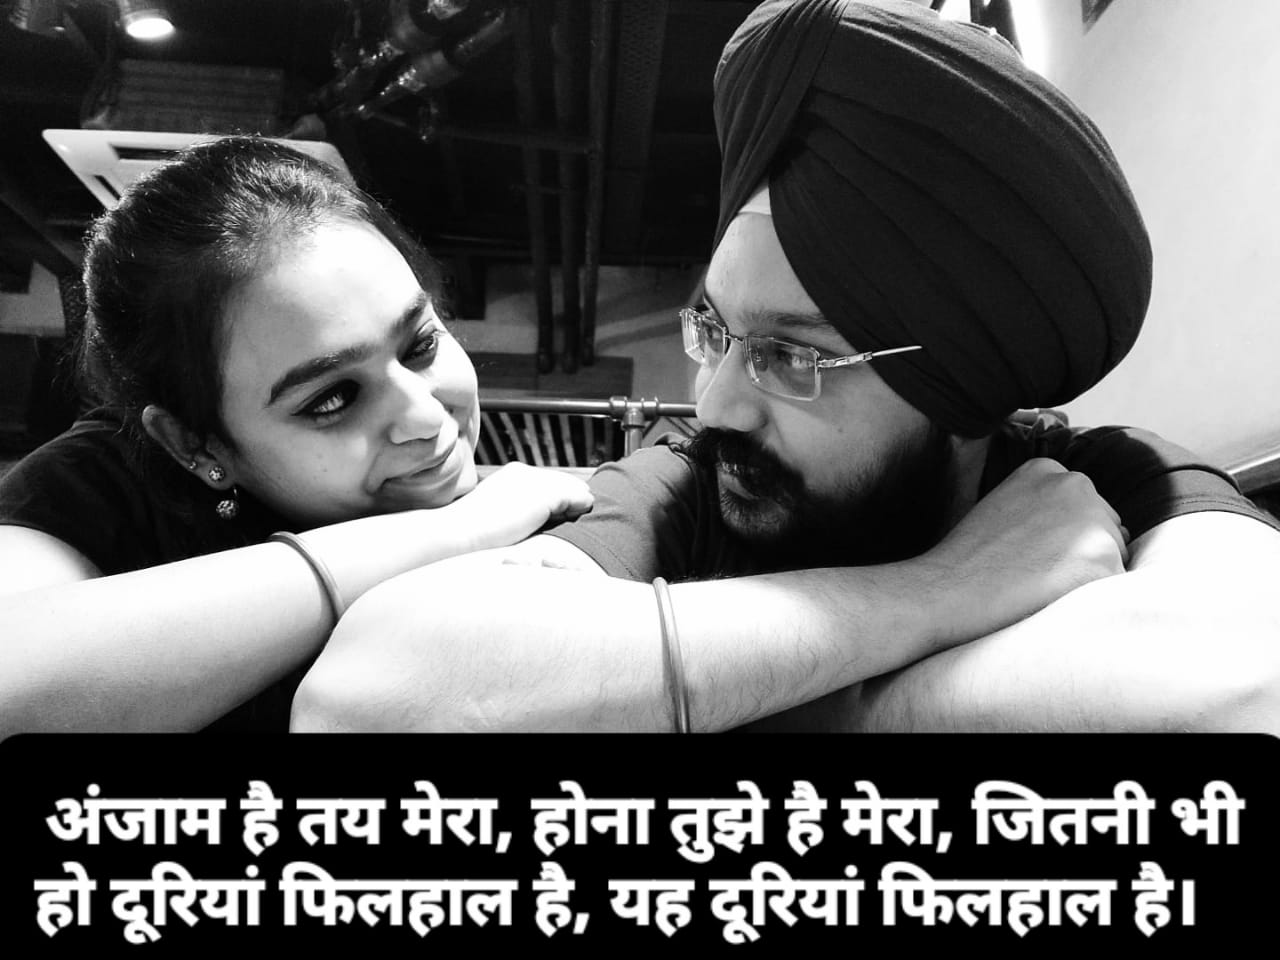 अंजाम है तय मेरा, होना तुझे है मेरा, जितनी भी
हो दूरियां फिलहाल है, यह दूरियां फिलहाल है।